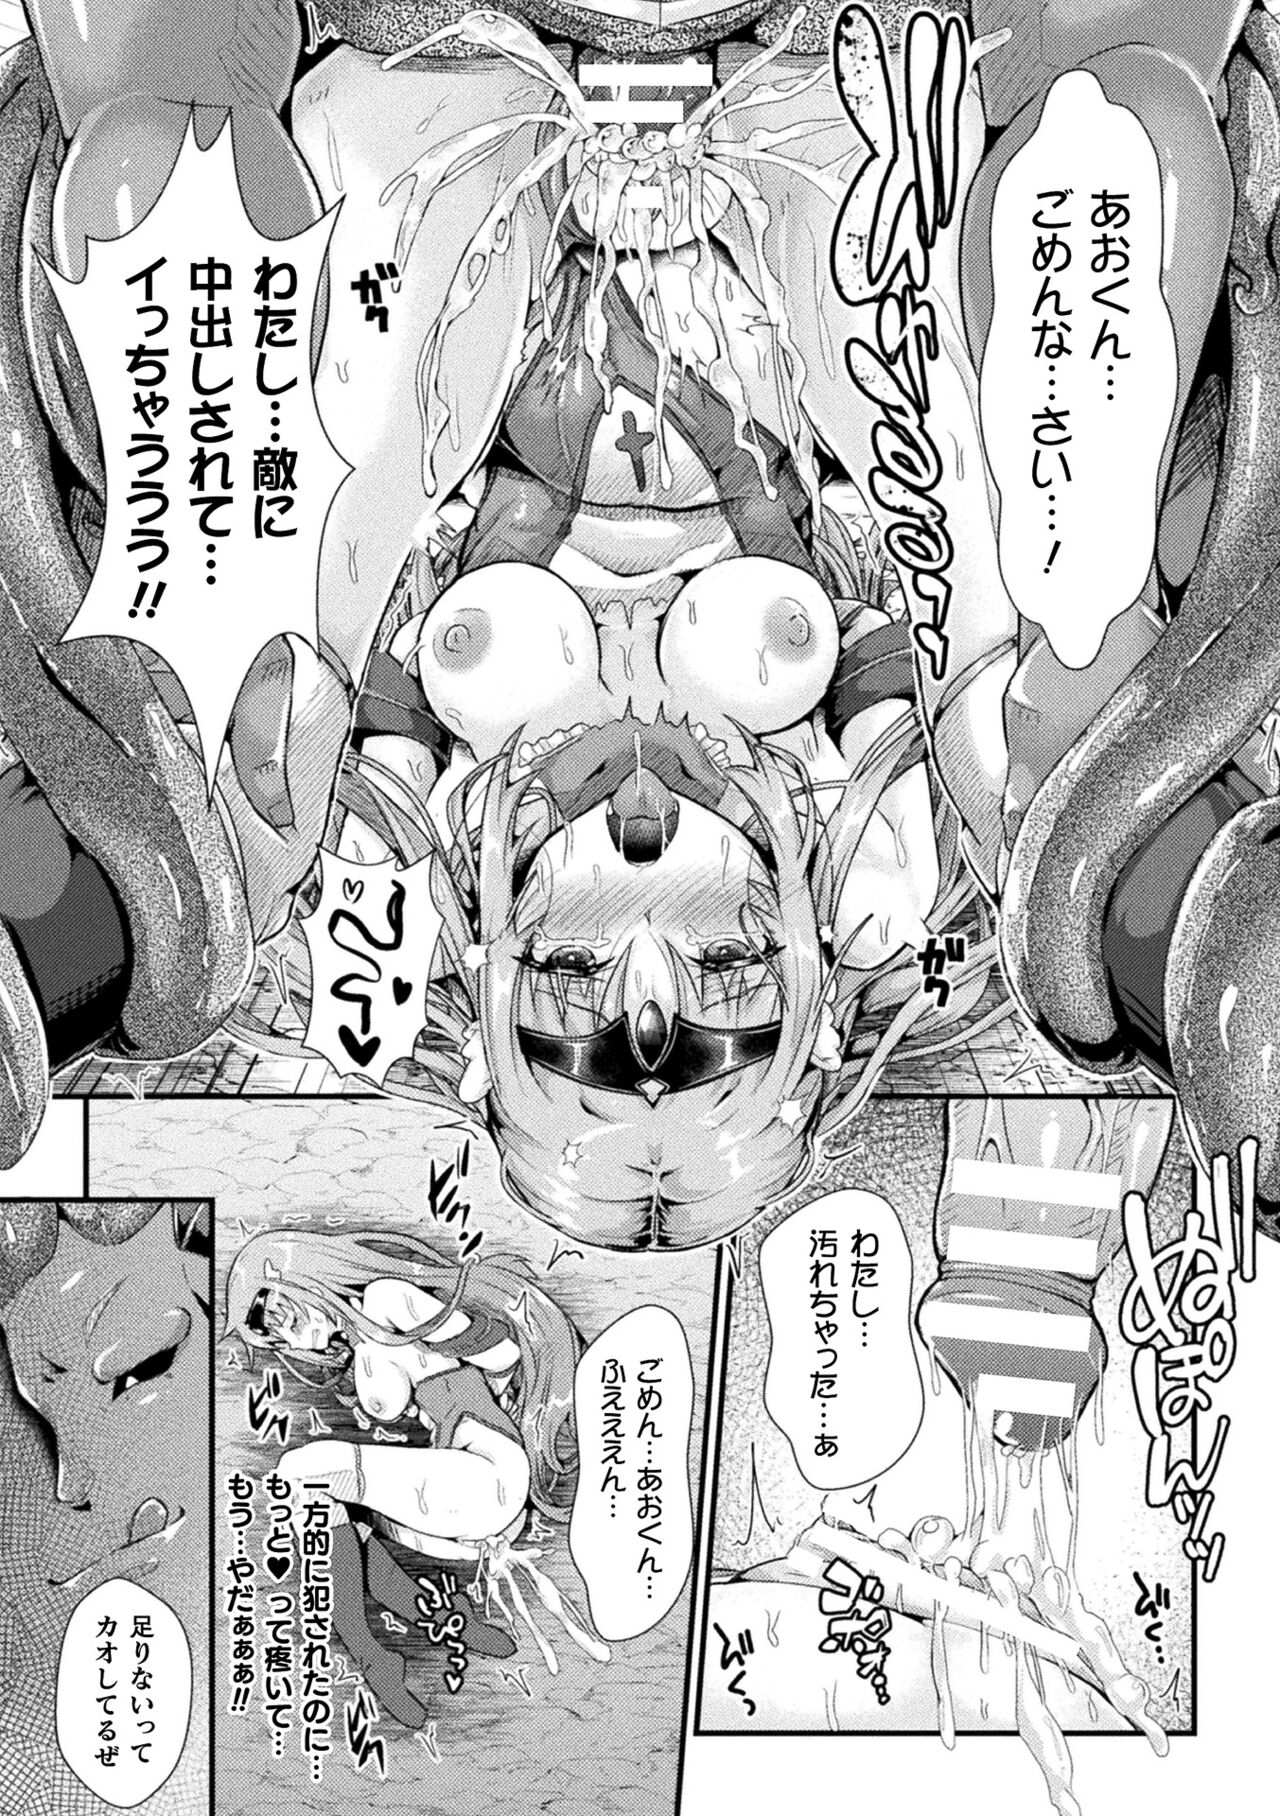 あおくん…
ごめんな…さい…
…！
わたし…敵に
中出しされて…
イっちゃうううう!!
ガク
ガク
わたし…
汚れちゃった…ぁ
ぬぽんッッ
ごめん…あおくん…
ふえええん…
一方的に犯されたのに…
もっと♥って疼いて…
もう…やだぁぁぁ!!
足りないって
カオしてるぜ